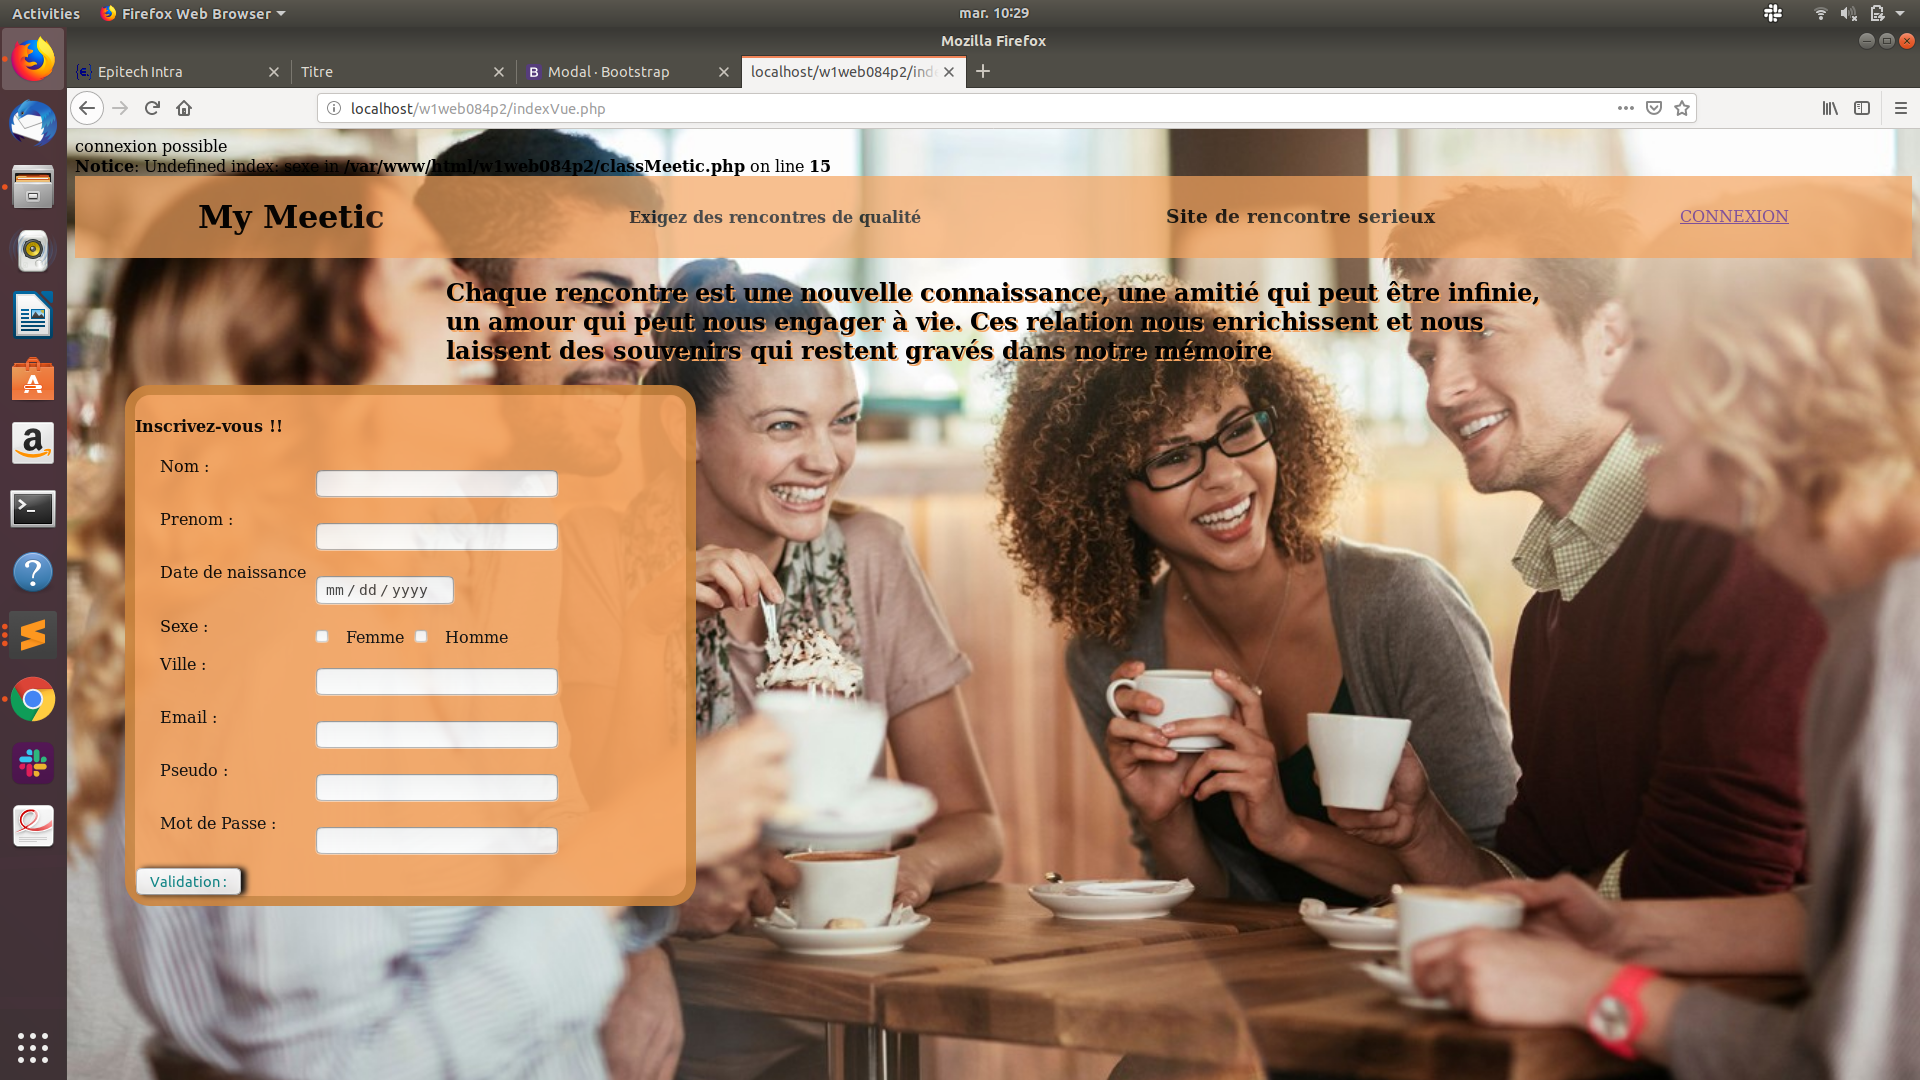 Activities
Firefox Web Browser
mar. 10:29
Mozilla Firefox
Epitech Intra
Titre
Modal · Bootstrap
localhost/w1web084p2/inde
localhost/w1web084p2/indexVue.php
connexion possible
Notice: Undefined index: sexe in /var/www/html/w1web084p2/classMeetic.php on line 15
My Meetic
Exigez des rencontres de qualité
Site de rencontre serieux
CONNEXION
Chaque rencontre est une nouvelle connaissance, une amitié qui peut être infinie,
un amour qui peut nous engager à vie. Ces relation nous enrichissent et nous
laissent des souvenirs qui restent gravés dans notre mémoire
Inscrivez-vous !!
Nom :
Prenom :
Date de naissance
mm / dd / yyyy
Sexe :
Femme
Homme
Ville :
Email :
Pseudo :
Mot de Passe :
Validation :